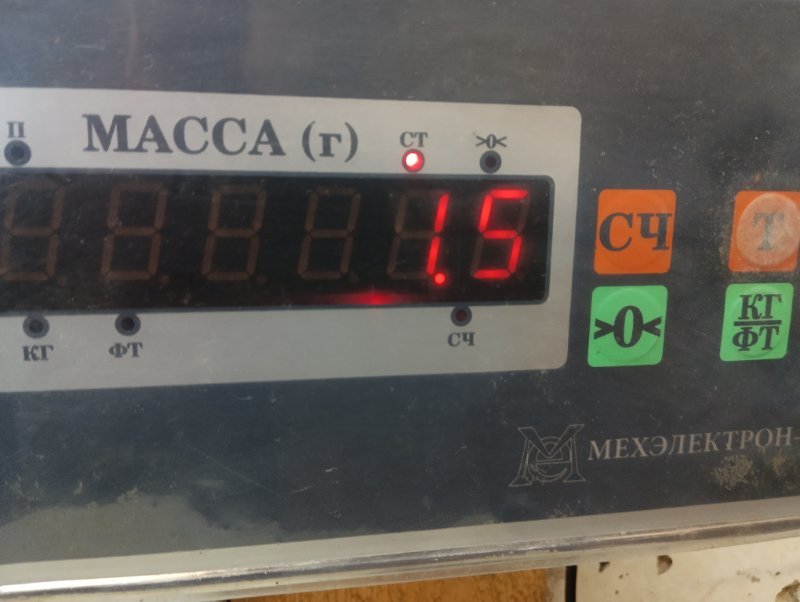 П
МАССА (г)
СТ
>0<
1.5
СЧ
Т
КГ
ФТ
СЧ
>0<
КГ
ФТ
МЕХЭЛЕКТРОН-